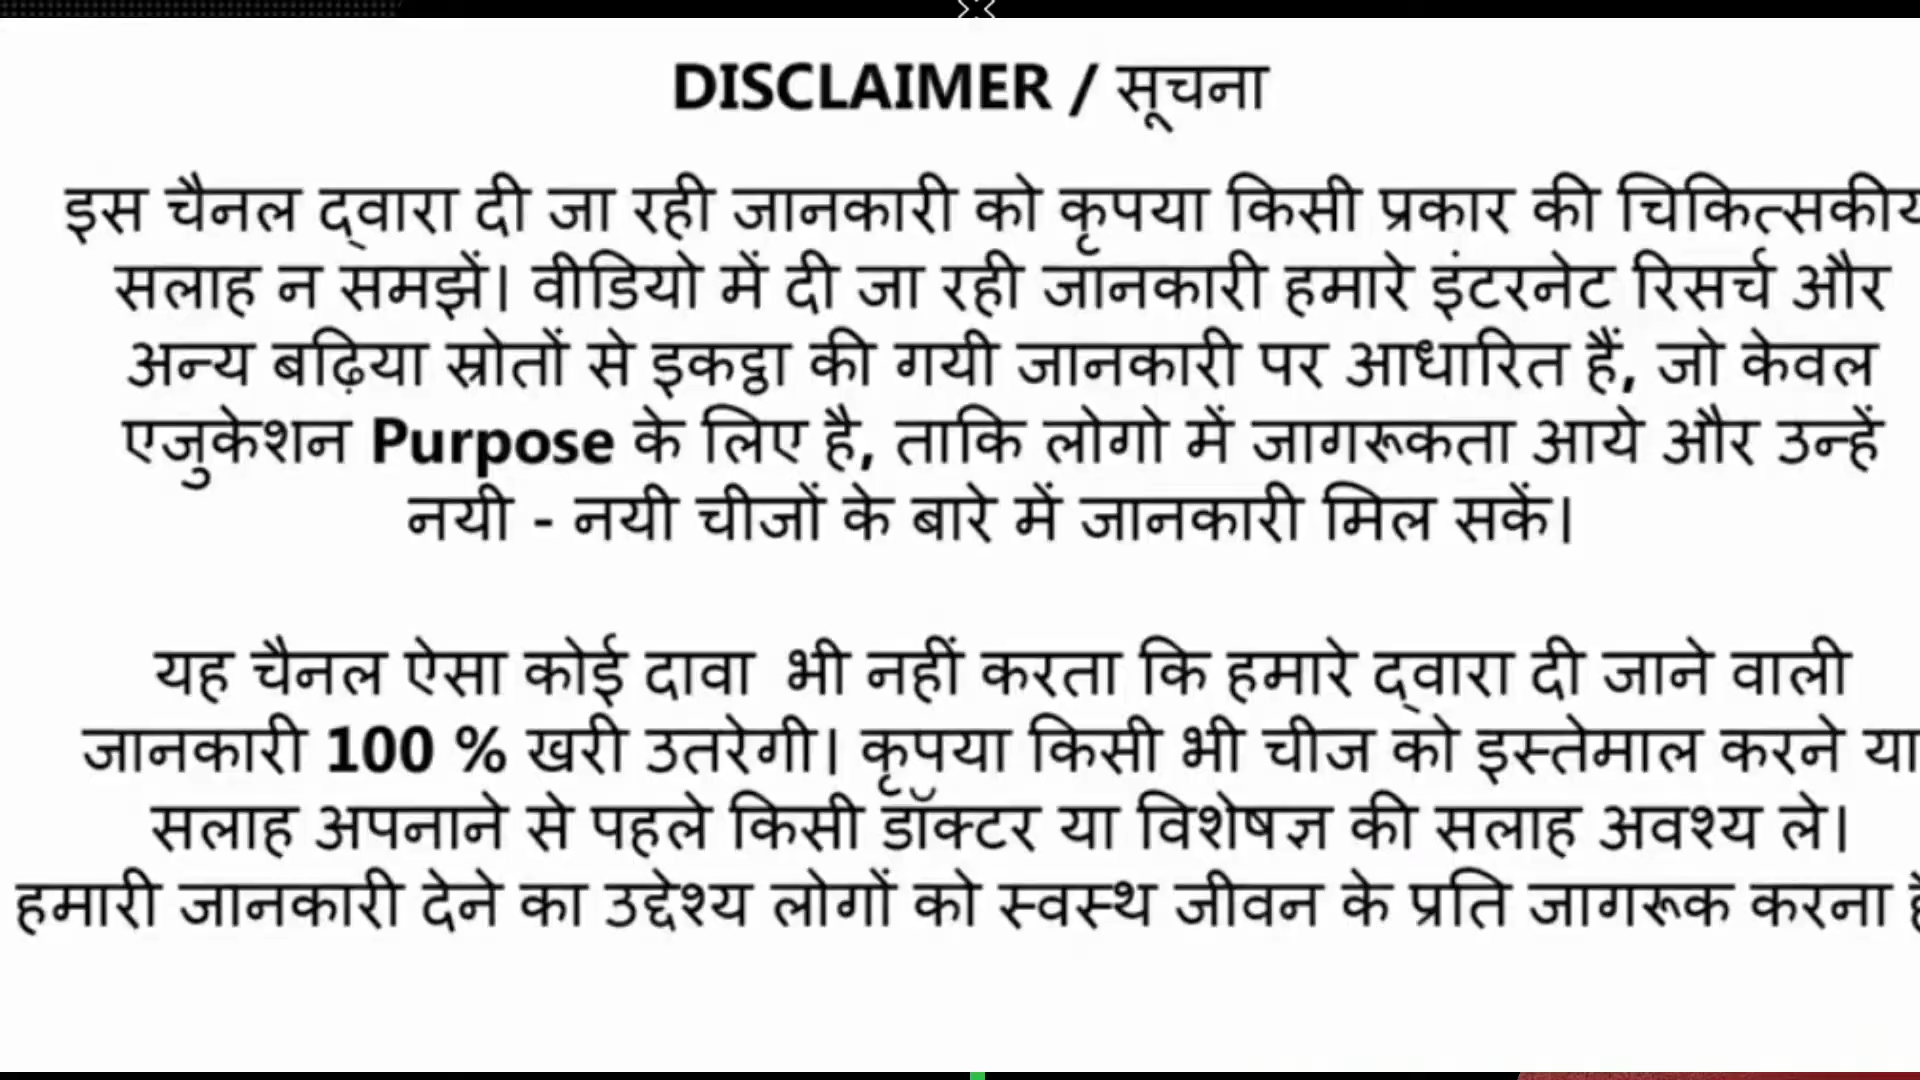 DISCLAIMER / सूचना
इस चैनल द्वारा दी जा रही जानकारी को कृपया किसी प्रकार की चिकित्सकीय
सलाह न समझें। वीडियो में दी जा रही जानकारी हमारे इंटरनेट रिसर्च और
अन्य बढ़िया स्रोतों से इकट्ठा की गयी जानकारी पर आधारित हैं, जो केवल
एजुकेशन Purpose के लिए है, ताकि लोगो में जागरूकता आये और उन्हें
नयी - नयी चीजों के बारे में जानकारी मिल सकें।
यह चैनल ऐसा कोई दावा भी नहीं करता कि हमारे द्वारा दी जाने वाली
जानकारी 100 % खरी उतरेगी। कृपया किसी भी चीज को इस्तेमाल करने या
सलाह अपनाने से पहले किसी डॉक्टर या विशेषज्ञ की सलाह अवश्य ले।
हमारी जानकारी देने का उद्देश्य लोगों को स्वस्थ जीवन के प्रति जागरूक करना है